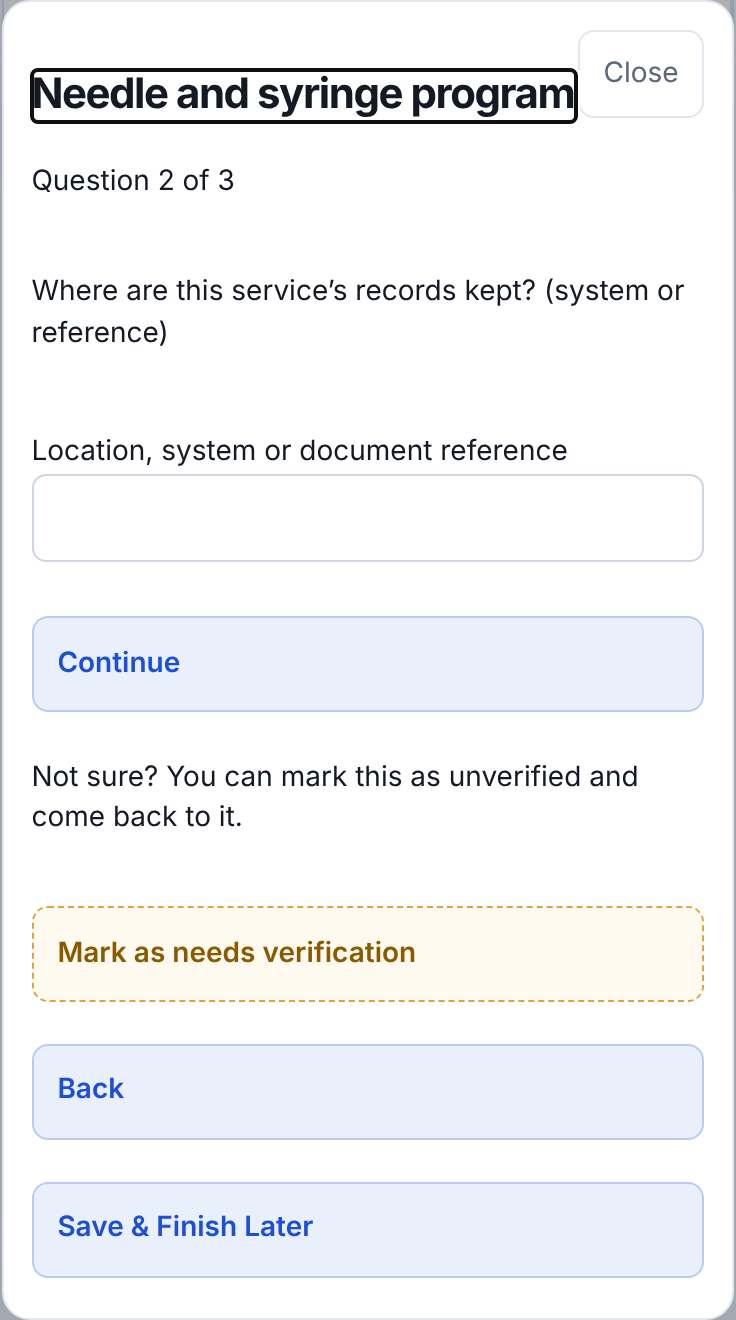 Close
Needle and syringe program
Question 2 of 3
Where are this service’s records kept? (system or
reference)
Location, system or document reference
Continue
Not sure? You can mark this as unverified and
come back to it.
Mark as needs verification
Back
Save & Finish Later